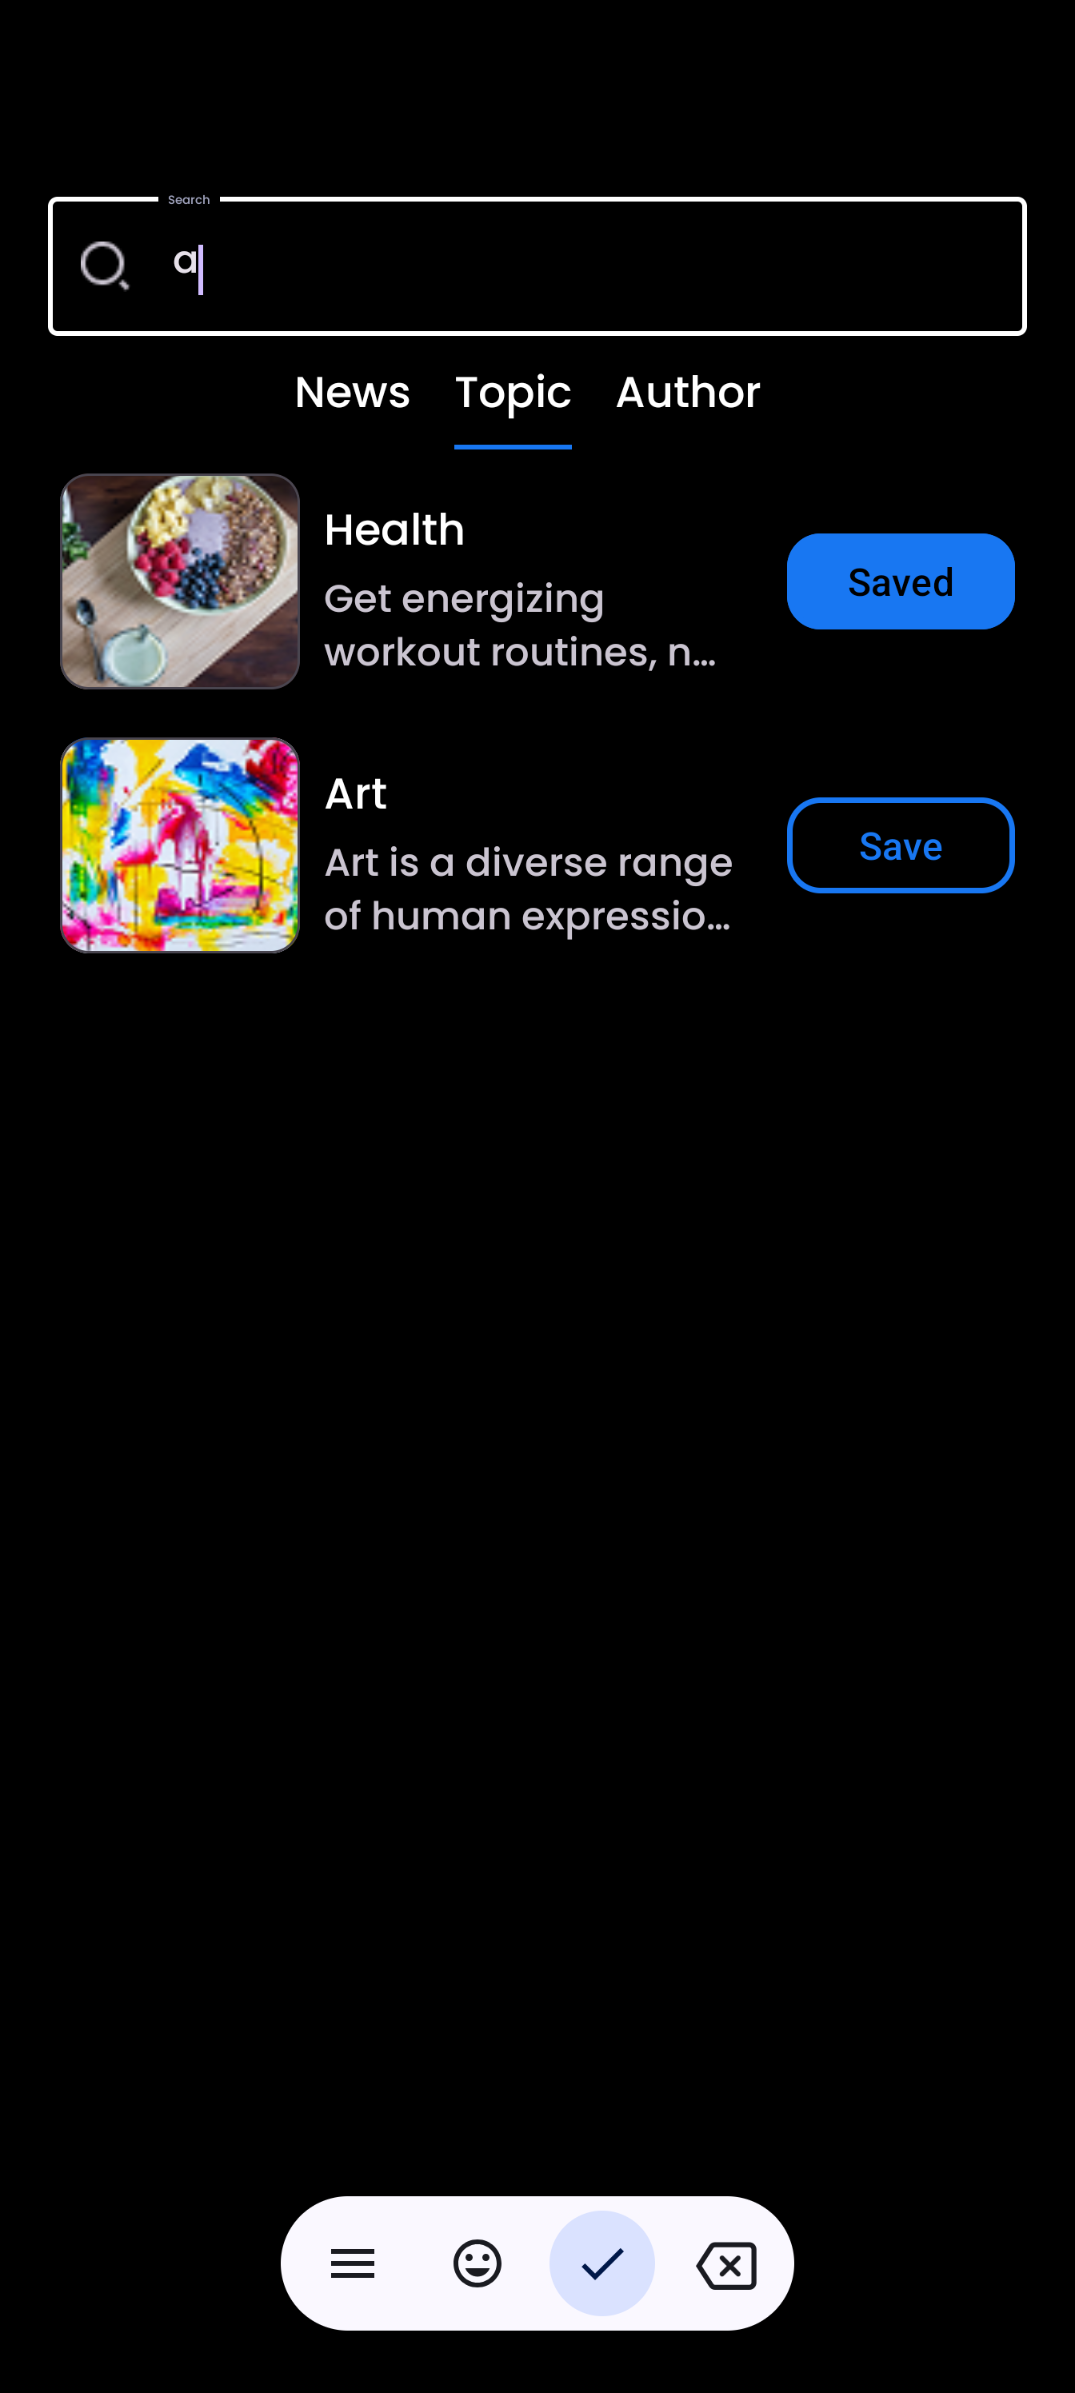 Search
a
News Topic Author
Health
Get energizing
workout routines, n...
Saved
Art
Art is a diverse range
of human expressio...
Save